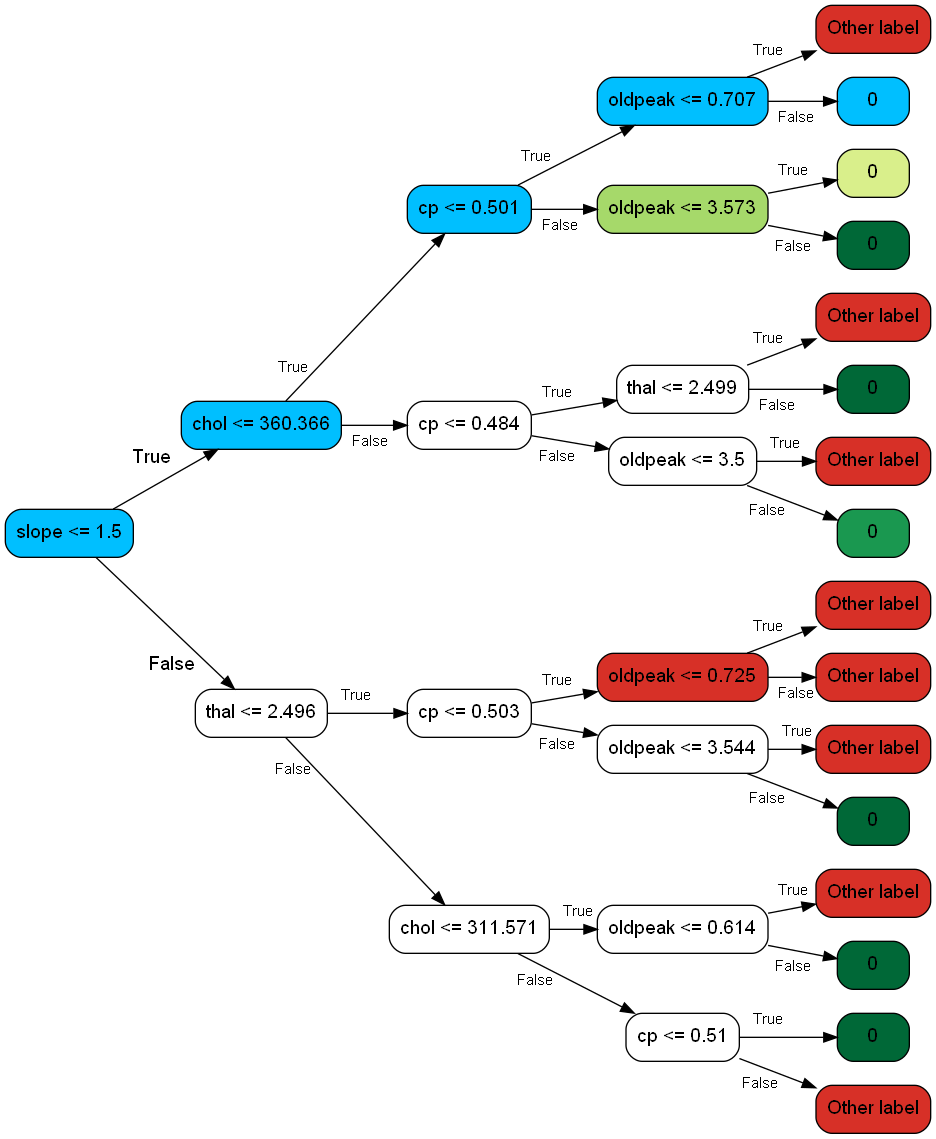 Other label
True
oldpeak <= 0.707
0
False
True
True
0
cp <= 0.501
oldpeak <= 3.573
False
False
0
Other label
True
True
thal <= 2.499
0
True
False
chol <= 360.366
cp <= 0.484
False
True
False
oldpeak <= 3.5
Other label
True
False
slope <= 1.5
0
Other label
True
False
True
oldpeak <= 0.725
Other label
False
True
thal <= 2.496
cp <= 0.503
True
False
oldpeak <= 3.544
Other label
False
False
0
True
Other label
True
chol <= 311.571
oldpeak <= 0.614
False
0
False
True
cp <= 0.51
0
False
Other label